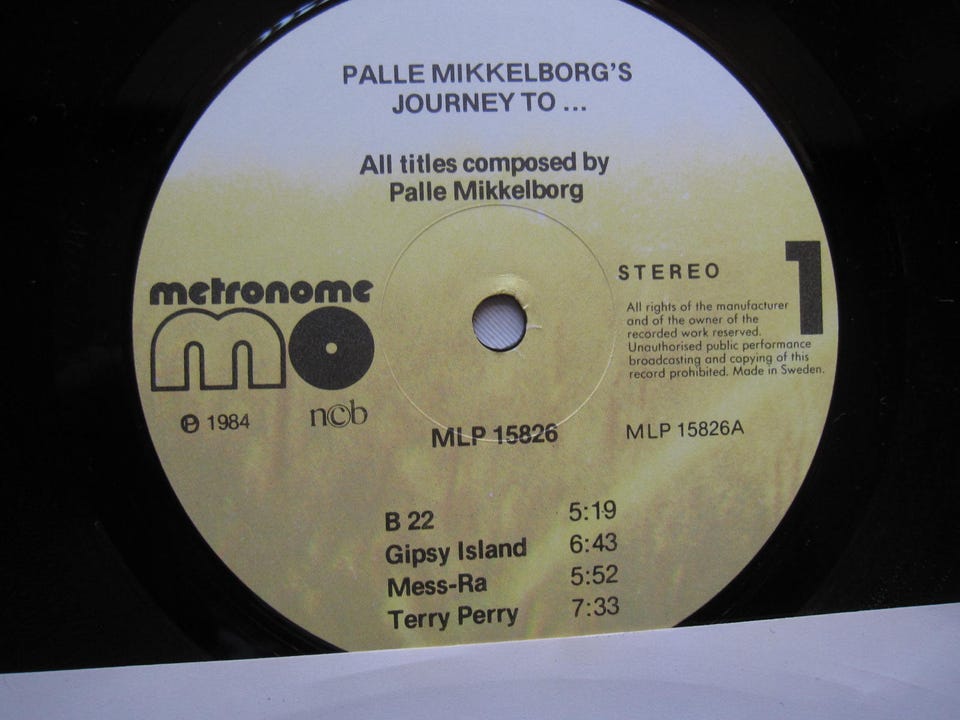 PALLE MIKKELBORG'S
JOURNEY TO ...
All titles composed by
Palle Mikkelborg
metronome
mo
℗ 1984
n©b
STEREO
1
All rights of the manufacturer
and of the owner of the
recorded work reserved.
Unauthorised public performance
broadcasting and copying of this
record prohibited. Made in Sweden.
MLP 15826
MLP 15826A
B 22 5:19
Gipsy Island 6:43
Mess-Ra 5:52
Terry Perry 7:33